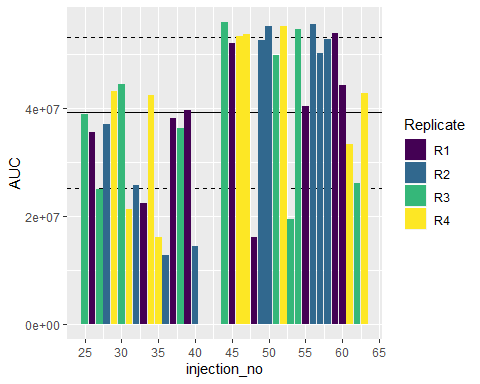 AUC
4e+07
2e+07
0e+00
25 30 35 40 45 50 55 60 65
injection_no
Replicate
R1
R2
R3
R4